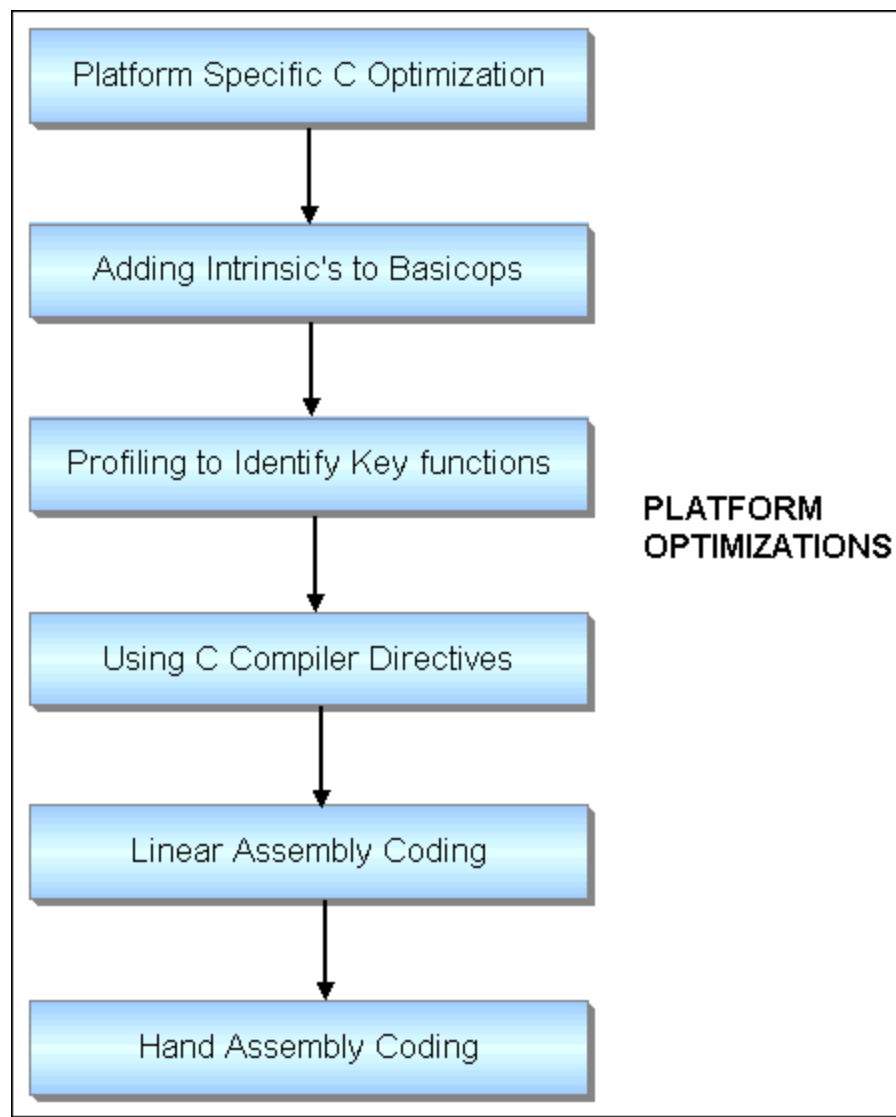 Platform Specific C Optimization
Adding Intrinsic's to Basicops
Profiling to Identify Key functions
PLATFORM
OPTIMIZATIONS
Using C Compiler Directives
Linear Assembly Coding
Hand Assembly Coding